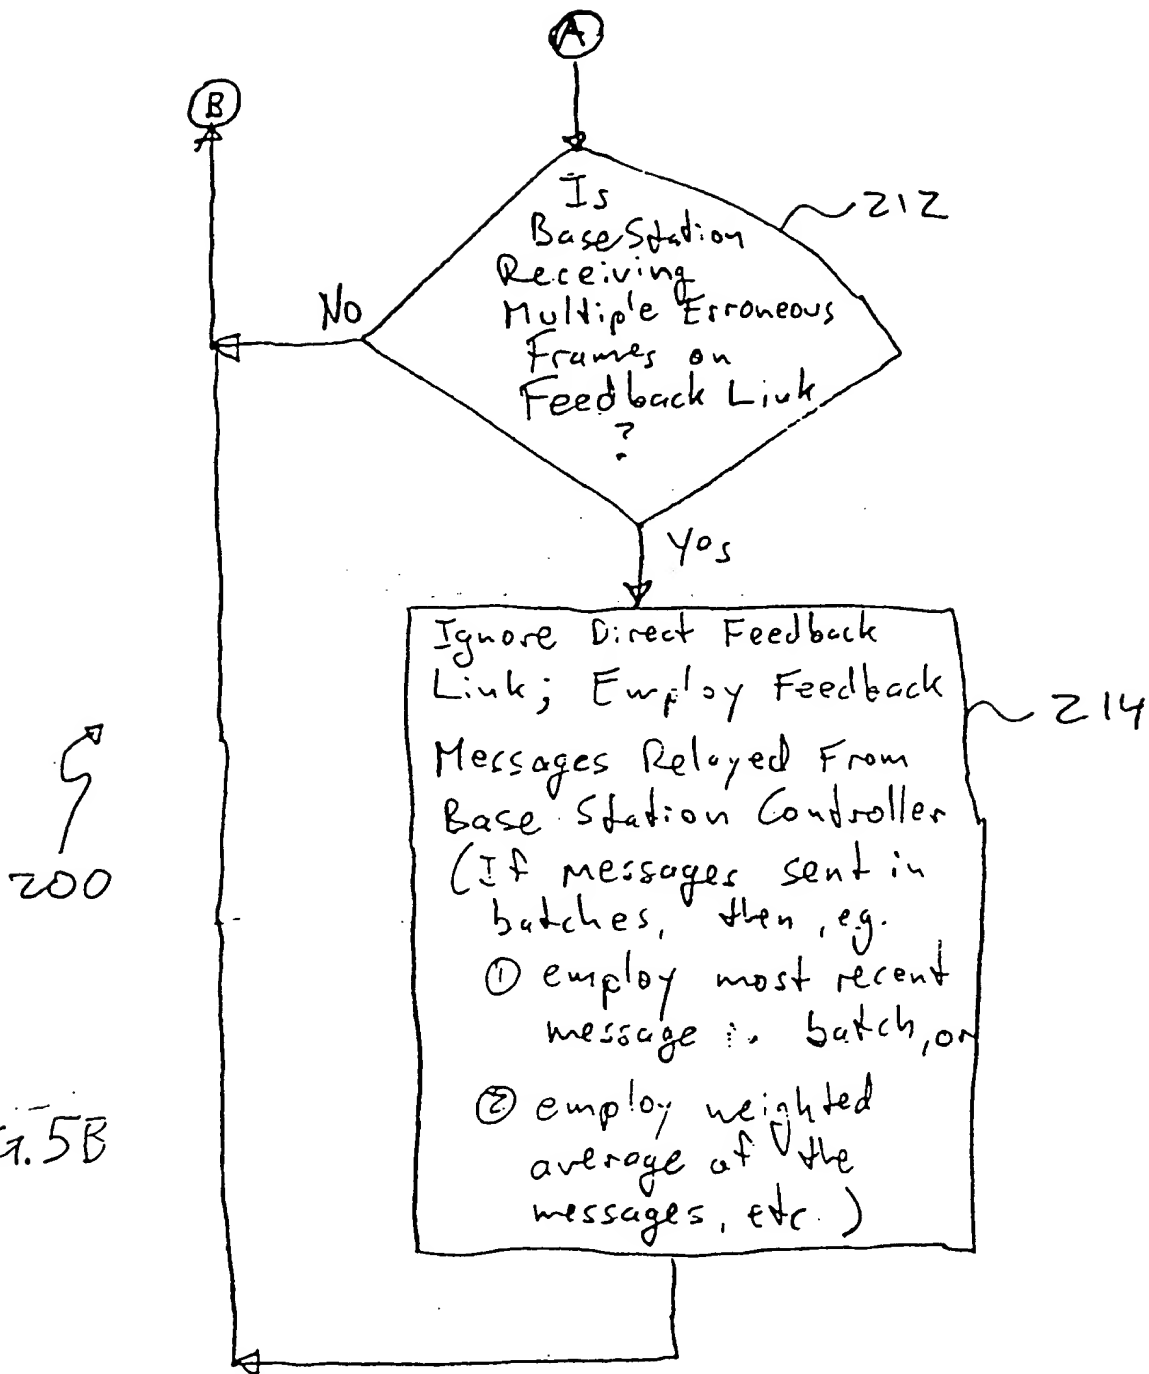 A
B
Is
Base Station
Receiving
Multiple Erroneous
Frames on
Feedback Link
?
212
No
Yes
Ignore Direct Feedback
Link; Employ Feedback
Messages Relayed From
Base Station Controller
(If messages sent in
batches, then, e.g.
① employ most recent
message in batch, or
② employ weighted
average of the
messages, etc.)
214
200
G. 5B